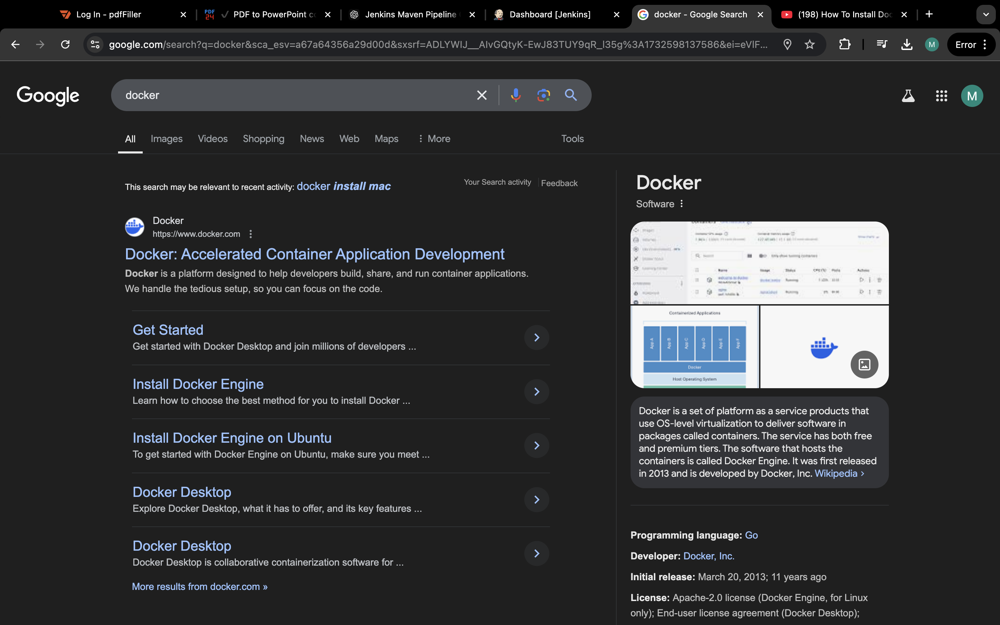 Log In - pdfFiller
PDF to PowerPoint co
Jenkins Maven Pipeline
Dashboard [Jenkins]
docker - Google Search
(198) How To Install Doc
google.com/search?q=docker&sca_esv=a67a64356a29d00d&sxsrf=ADLYWIJ__AIvGQtyK-EwJ83TUY9qR_l35g%3A1732598137586&ei=eVlF...
M
Error
Google
docker
M
All
Images
Videos
Shopping
News
Web
Maps
More
Tools
This search may be relevant to recent activity: docker install mac
Your Search activity
Feedback
Docker
https://www.docker.com
Docker: Accelerated Container Application Development
Docker is a platform designed to help developers build, share, and run container applications.
We handle the tedious setup, so you can focus on the code.
Get Started
Get started with Docker Desktop and join millions of developers ...
Install Docker Engine
Learn how to choose the best method for you to install Docker ...
Install Docker Engine on Ubuntu
To get started with Docker Engine on Ubuntu, make sure you meet ...
Docker Desktop
Explore Docker Desktop, what it has to offer, and its key features ...
Docker Desktop
Docker Desktop is collaborative containerization software for ...
More results from docker.com »
Docker
Software
Only show running containers
Name
Image
Status
CPU (%)
Ports
Actions
Containerized Applications
App A
App B
App C
App D
App E
App F
Docker
Host Operating System
Docker is a set of platform as a service products that
use OS-level virtualization to deliver software in
packages called containers. The service has both free
and premium tiers. The software that hosts the
containers is called Docker Engine. It was first released
in 2013 and is developed by Docker, Inc. Wikipedia ›
Programming language: Go
Developer: Docker, Inc.
Initial release: March 20, 2013; 11 years ago
License: Apache-2.0 license (Docker Engine, for Linux
only); End-user license agreement (Docker Desktop);